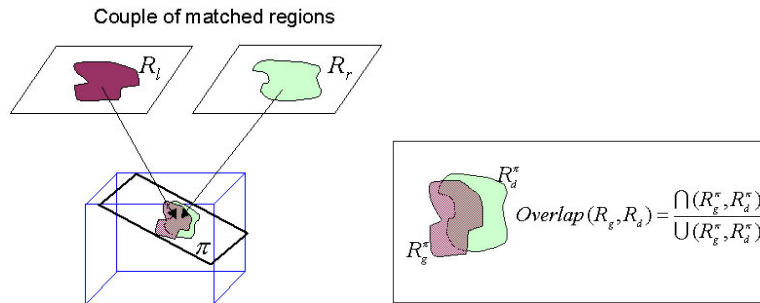 Couple of matched regions
R_l
R_r
π
R_d^π
R_g^π
Overlap(R_g, R_d) = ∩(R_g^π, R_d^π) / ∪(R_g^π, R_d^π)